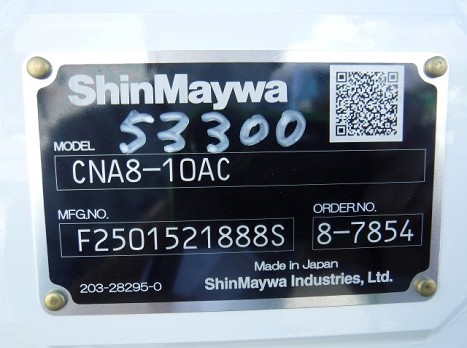 ShinMaywa
53300
MODEL
CNA8-10AC
MFG.NO. ORDER.NO.
F2501521888S 8-7854
Made in Japan
203-28295-0 ShinMaywa Industries, Ltd.